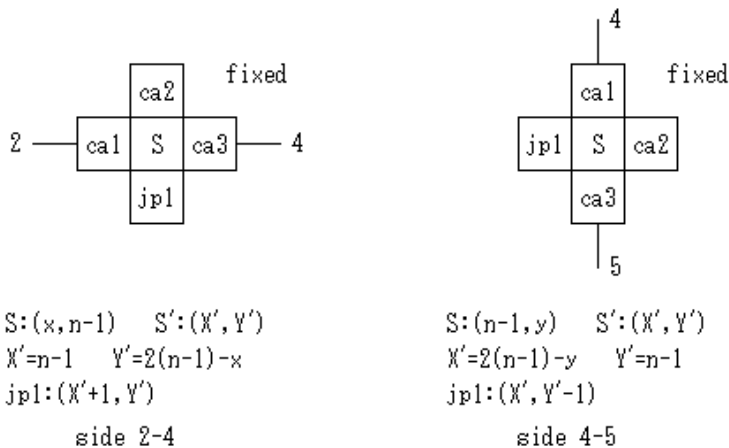 fixed
ca2
2 ca1 S ca3 4
jp1
S:(x,n-1) S′:(X′,Y′)
X′=n-1 Y′=2(n-1)-x
jp1:(X′+1,Y′)
side 2-4
4
fixed
ca1
jp1 S ca2
ca3
5
S:(n-1,y) S′:(X′,Y′)
X′=2(n-1)-y Y′=n-1
jp1:(X′,Y′-1)
side 4-5